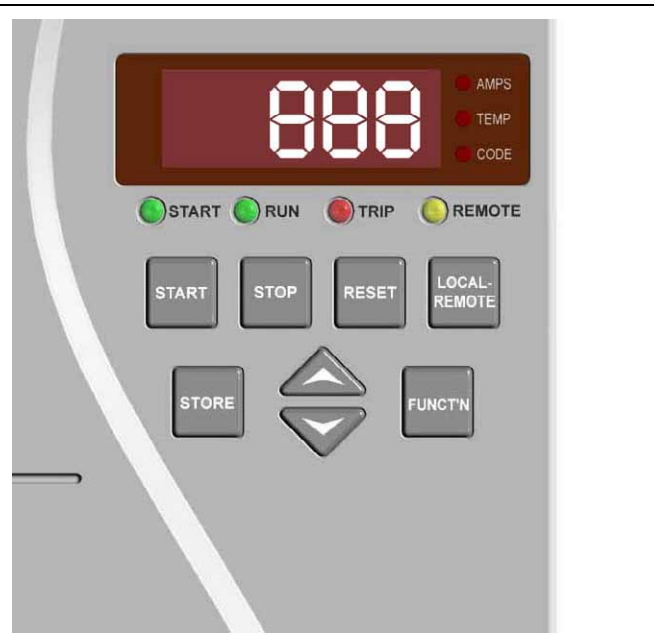 888
AMPS
TEMP
CODE
START RUN TRIP REMOTE
START STOP RESET LOCAL-
REMOTE
STORE FUNCT'N